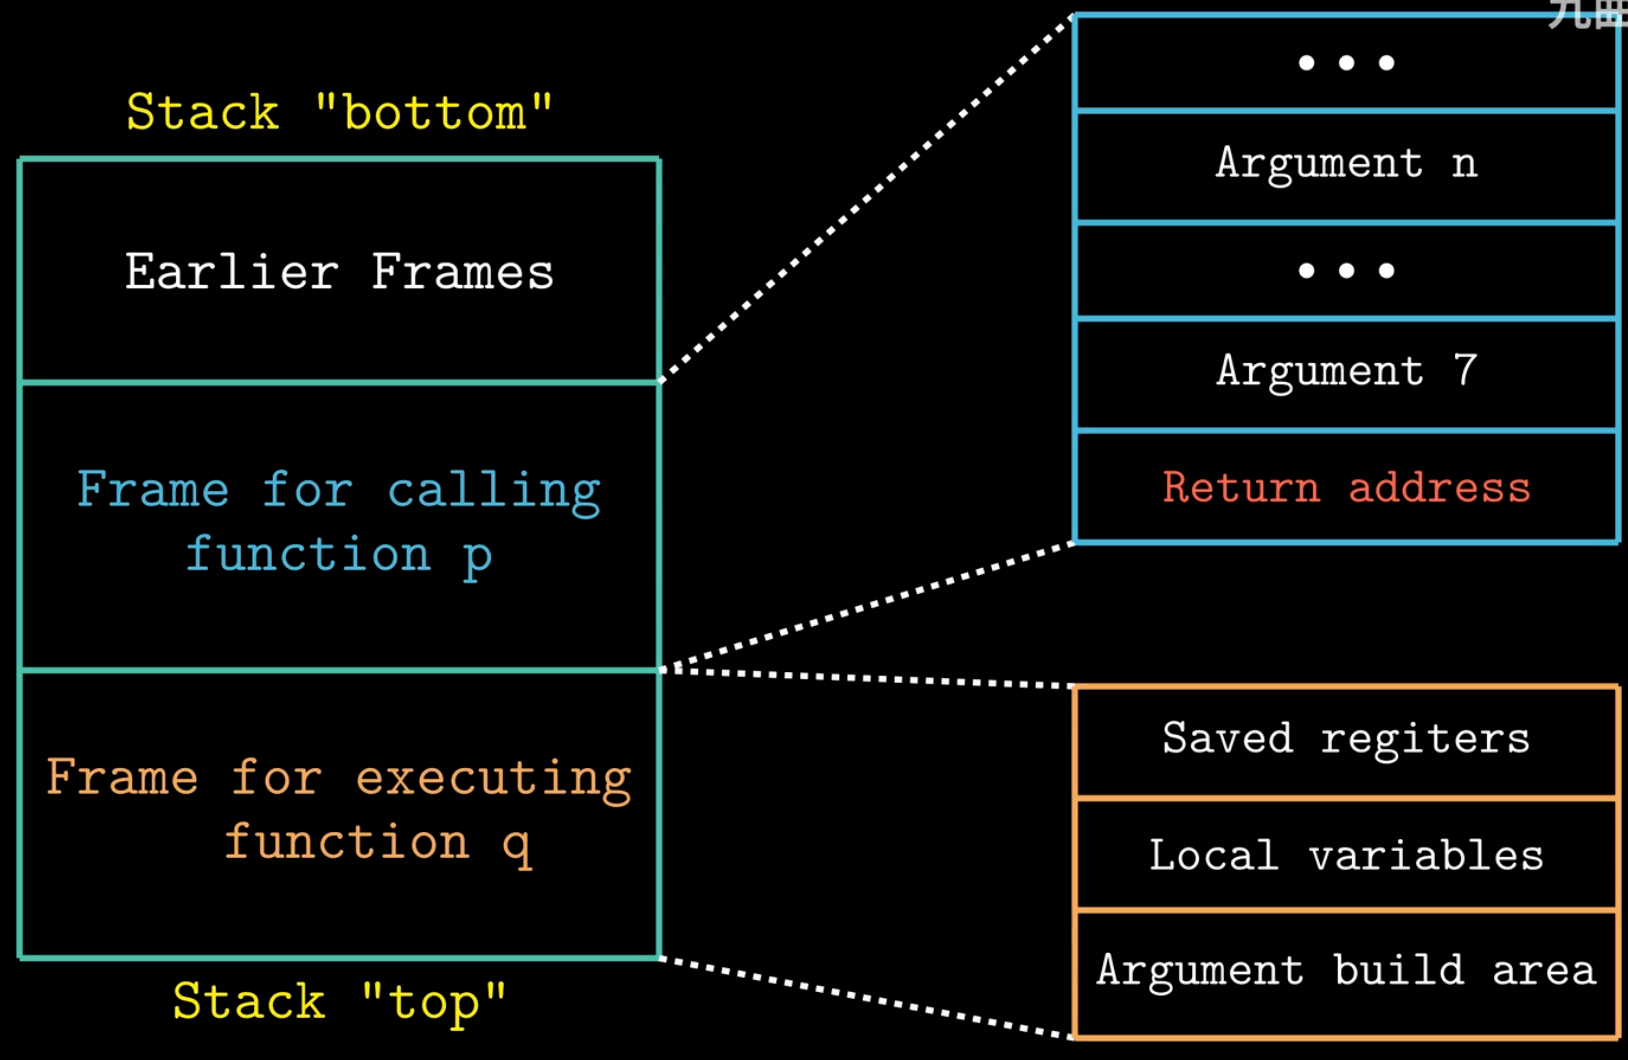 Stack "bottom"
Earlier Frames
Frame for calling
function p
Frame for executing
function q
Stack "top"
• • •
Argument n
• • •
Argument 7
Return address
Saved regiters
Local variables
Argument build area